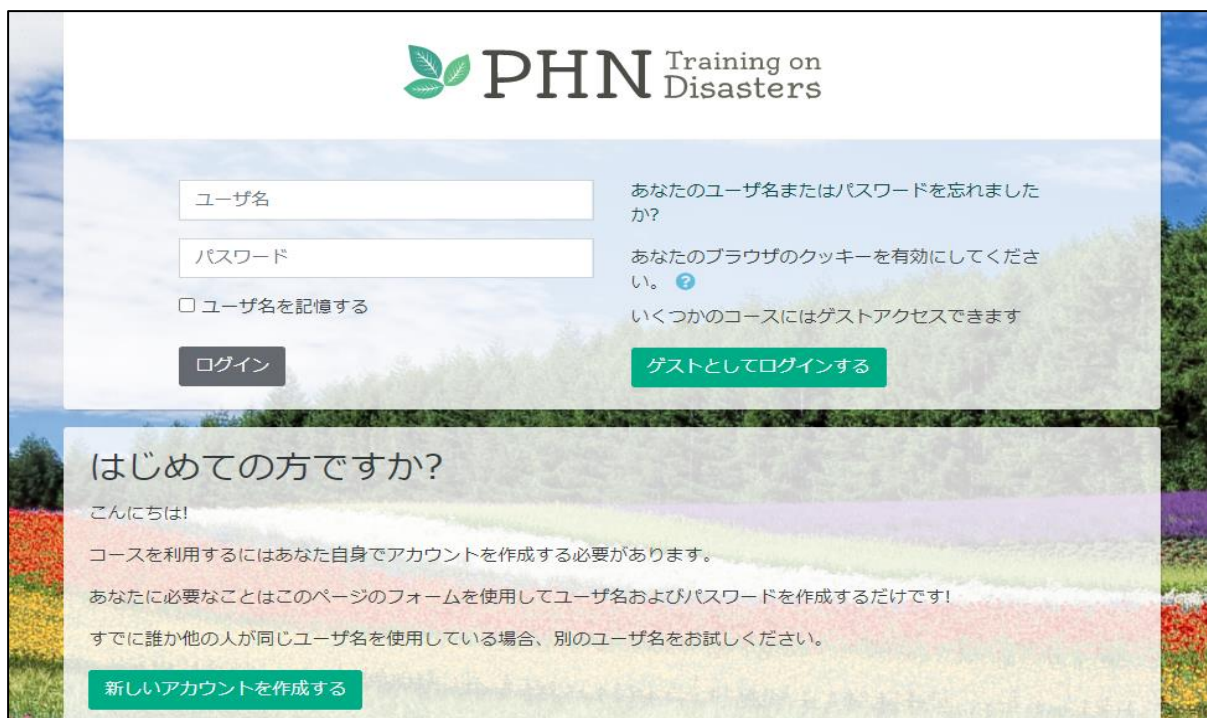 PHN Training on
Disasters
ユーザ名
パスワード
ユーザ名を記憶する
ログイン
あなたのユーザ名またはパスワードを忘れました
か?
あなたのブラウザのクッキーを有効にしてくださ
い。
いくつかのコースにはゲストアクセスできます
ゲストとしてログインする
はじめての方ですか?
こんにちは!
コースを利用するにはあなた自身でアカウントを作成する必要があります。
あなたに必要なことはこのページのフォームを使用してユーザ名およびパスワードを作成するだけです!
すでに誰か他の人が同じユーザ名を使用している場合、別のユーザ名をお試しください。
新しいアカウントを作成する